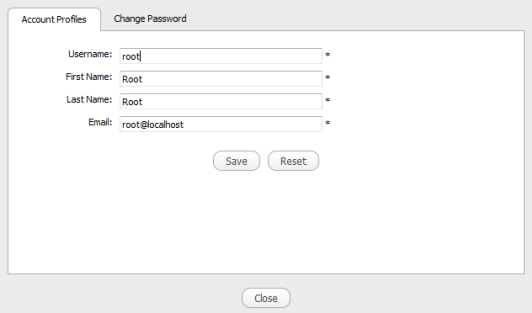 Account Profiles Change Password
Username: root *
First Name: Root *
Last Name: Root *
Email: root@localhost *
Save Reset
Close